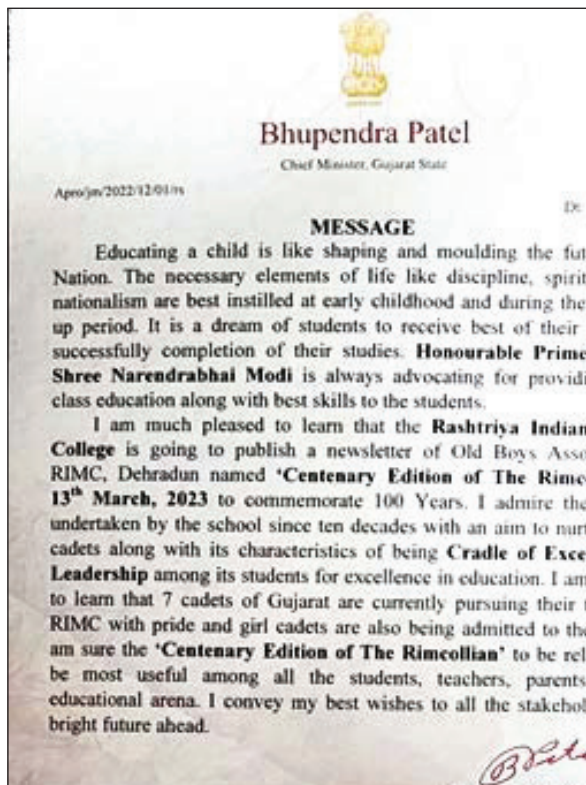 Bhupendra Patel
Chief Minister, Gujarat State
Apro/jm/2022/12/01/rs
MESSAGE
Educating a child is like shaping and moulding the fut
Nation. The necessary elements of life like discipline, spirit
nationalism are best instilled at early childhood and during the
up period. It is a dream of students to receive best of their
successfully completion of their studies. Honourable Prime
Shree Narendrabhai Modi is always advocating for providi
class education along with best skills to the students.
I am much pleased to learn that the Rashtriya Indian
College is going to publish a newsletter of Old Boys Asso
RIMC, Dehradun named ‘Centenary Edition of The Rimc
13th March, 2023 to commemorate 100 Years. I admire the
undertaken by the school since ten decades with an aim to nurt
cadets along with its characteristics of being Cradle of Exce
Leadership among its students for excellence in education. I am
to learn that 7 cadets of Gujarat are currently pursuing their
RIMC with pride and girl cadets are also being admitted to the
am sure the ‘Centenary Edition of The Rimcollian’ to be rel
be most useful among all the students, teachers, parents
educational arena. I convey my best wishes to all the stakehol
bright future ahead.